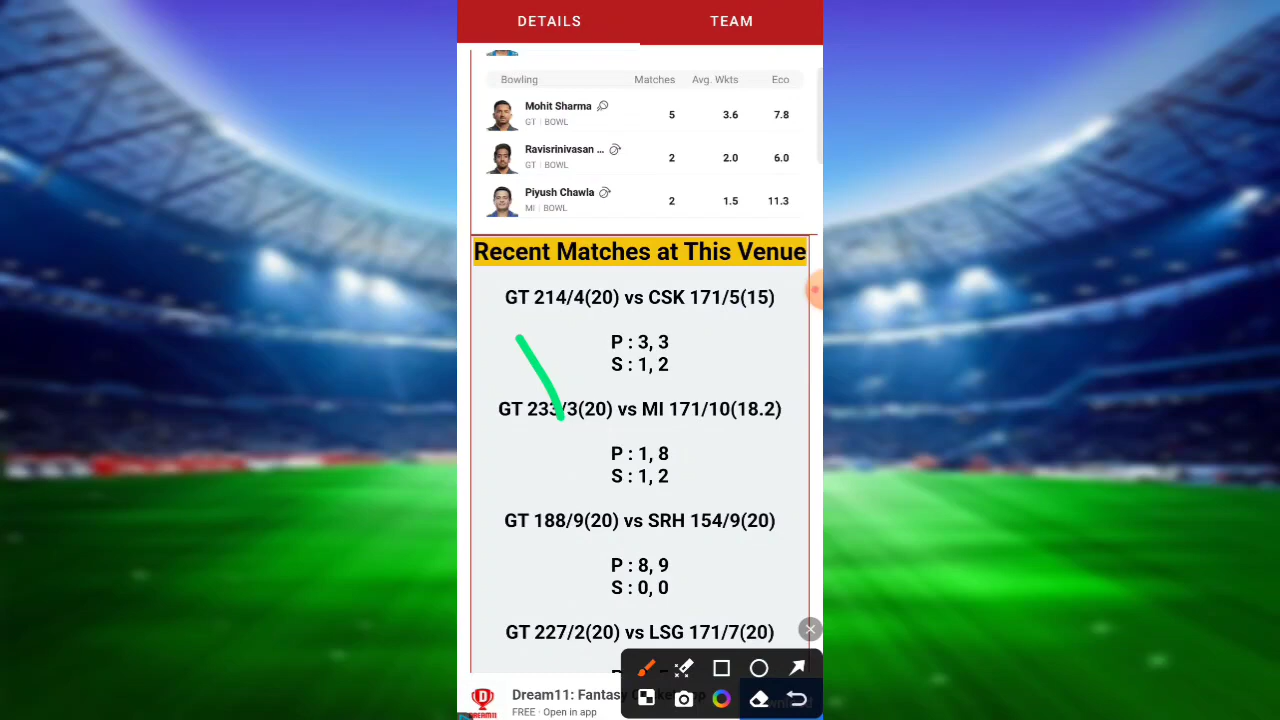 DETAILS TEAM
Bowling Matches Avg. Wkts Eco
Mohit Sharma
GT BOWL
5 3.6 7.8
Ravisrinivasan ...
GT BOWL
2 2.0 6.0
Piyush Chawla
MI BOWL
2 1.5 11.3
Recent Matches at This Venue
GT 214/4(20) vs CSK 171/5(15)
P : 3, 3
S : 1, 2
GT 233/3(20) vs MI 171/10(18.2)
P : 1, 8
S : 1, 2
GT 188/9(20) vs SRH 154/9(20)
P : 8, 9
S : 0, 0
GT 227/2(20) vs LSG 171/7(20)
Dream11: Fantasy
FREE · Open in app
DREAM11